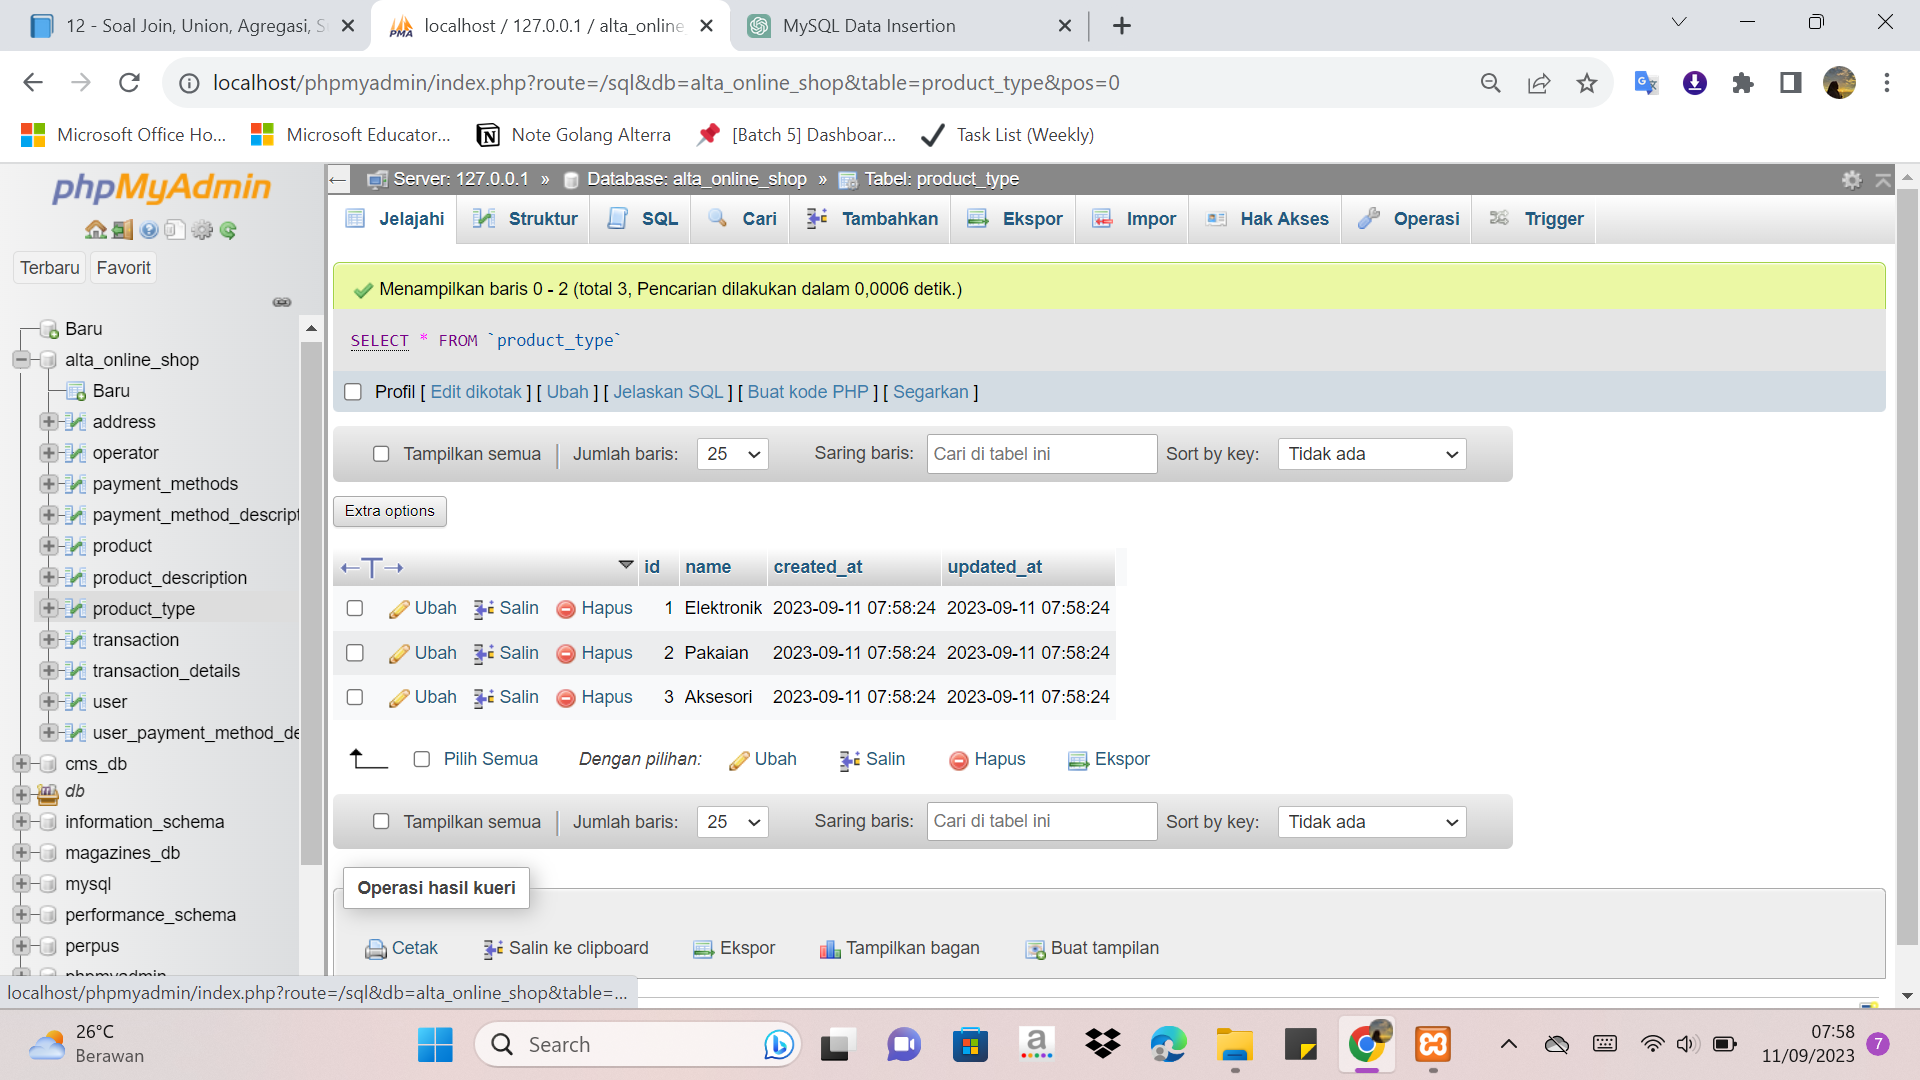 12 - Soal Join, Union, Agregasi, S
localhost / 127.0.0.1 / alta_online
MySQL Data Insertion
localhost/phpmyadmin/index.php?route=/sql&db=alta_online_shop&table=product_type&pos=0
Microsoft Office Ho...
Microsoft Educator...
Note Golang Alterra
[Batch 5] Dashboar...
Task List (Weekly)
phpMyAdmin
Terbaru
Favorit
Baru
alta_online_shop
Baru
address
operator
payment_methods
payment_method_descript
product
product_description
product_type
transaction
transaction_details
user
user_payment_method_de
cms_db
db
information_schema
magazines_db
mysql
performance_schema
perpus
phpmyadmin
localhost/phpmyadmin/index.php?route=/sql&db=alta_online_shop&table=...
Server: 127.0.0.1 » Database: alta_online_shop » Tabel: product_type
Jelajahi Struktur SQL Cari Tambahkan Ekspor Impor Hak Akses Operasi Trigger
Menampilkan baris 0 - 2 (total 3, Pencarian dilakukan dalam 0,0006 detik.)
SELECT * FROM `product_type`
Profil [ Edit dikotak ] [ Ubah ] [ Jelaskan SQL ] [ Buat kode PHP ] [ Segarkan ]
Tampilkan semua Jumlah baris: 25 Saring baris: Cari di tabel ini Sort by key: Tidak ada
Extra options
←T→ id name created_at updated_at
Ubah Salin Hapus 1 Elektronik 2023-09-11 07:58:24 2023-09-11 07:58:24
Ubah Salin Hapus 2 Pakaian 2023-09-11 07:58:24 2023-09-11 07:58:24
Ubah Salin Hapus 3 Aksesori 2023-09-11 07:58:24 2023-09-11 07:58:24
Pilih Semua Dengan pilihan: Ubah Salin Hapus Ekspor
Tampilkan semua Jumlah baris: 25 Saring baris: Cari di tabel ini Sort by key: Tidak ada
Operasi hasil kueri
Cetak Salin ke clipboard Ekspor Tampilkan bagan Buat tampilan
26°C
Berawan
Search
07:58
11/09/2023
7